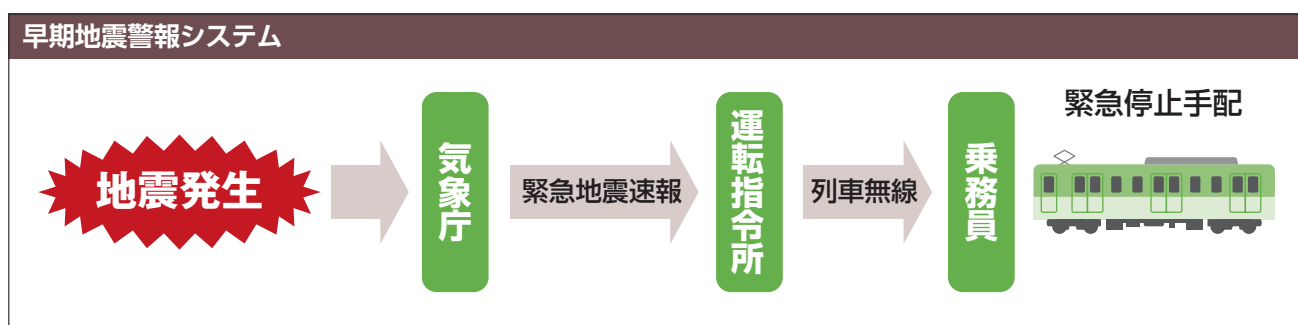 早期地震警報システム
地震発生
気象庁
緊急地震速報
運転指令所
列車無線
乗務員
緊急停止手配